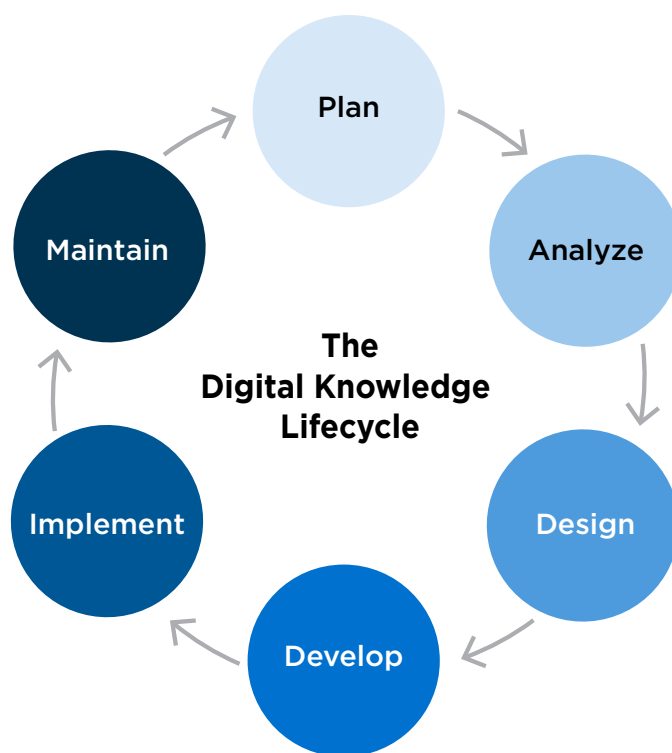 Plan
Analyze
Design
Develop
Implement
Maintain
The
Digital Knowledge
Lifecycle